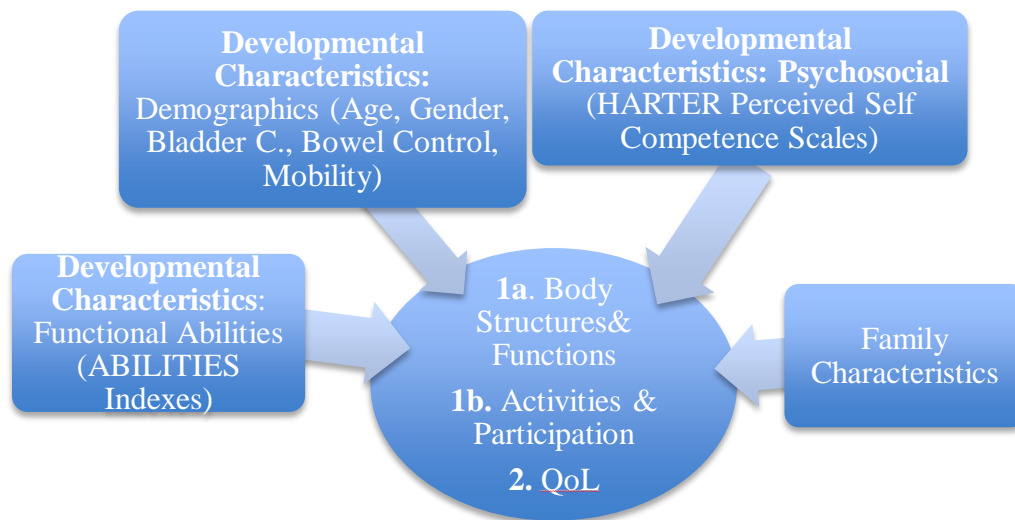 Developmental
Characteristics:
Demographics (Age, Gender,
Bladder C., Bowel Control,
Mobility)
Developmental
Characteristics: Psychosocial
(HARTER Perceived Self
Competence Scales)
Developmental
Characteristics:
Functional Abilities
(ABILITIES
Indexes)
1a. Body
Structures&
Functions
1b. Activities &
Participation
2. QoL
Family
Characteristics